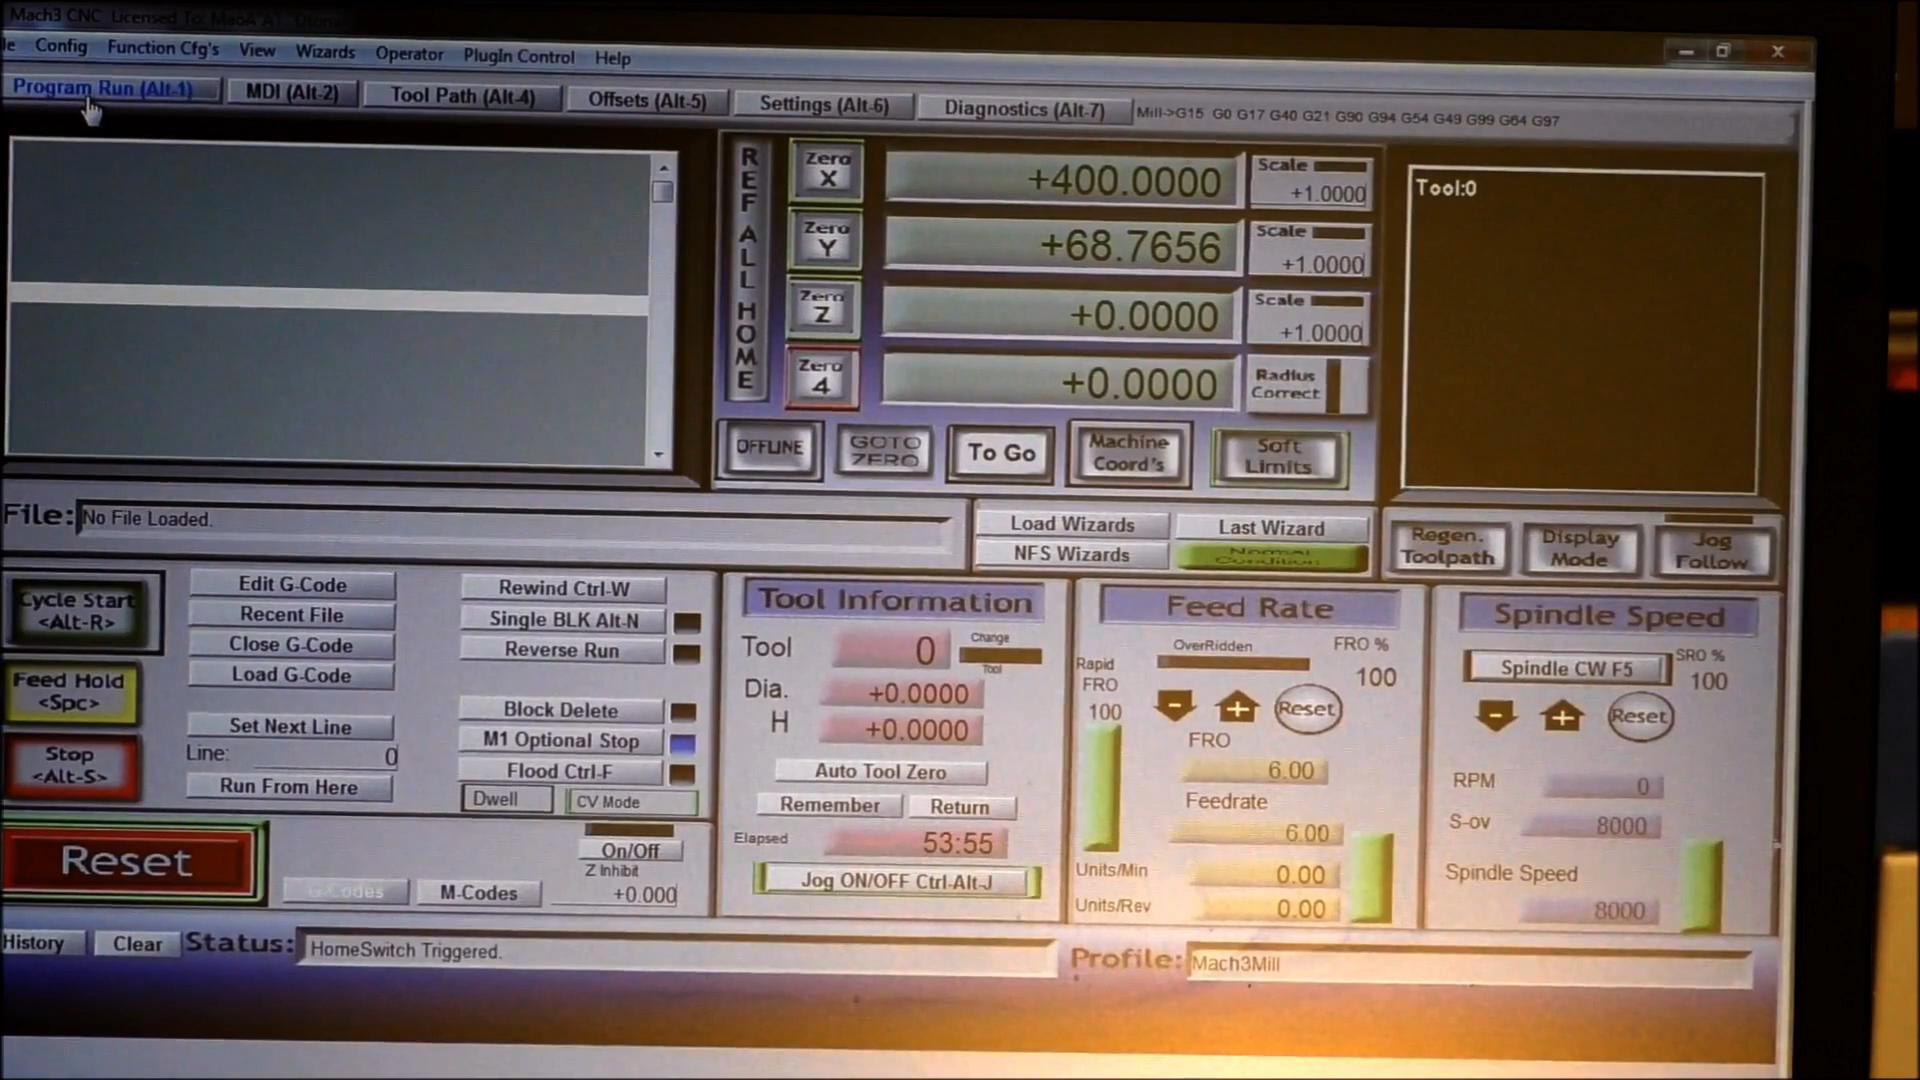 Mach3 CNC Licensed To:
Config Function Cfg's View Wizards Operator PlugIn Control Help
Program Run (Alt-1) MDI (Alt-2) Tool Path (Alt-4) Offsets (Alt-5) Settings (Alt-6) Diagnostics (Alt-7) Mill->G15 G0 G17 G40 G21 G90 G94 G54 G49 G99 G64 G97
REF ALL HOME
Zero X +400.0000 Scale +1.0000
Zero Y +68.7656 Scale +1.0000
Zero Z +0.0000 Scale +1.0000
Zero 4 +0.0000 Radius Correct
Tool:0
OFFLINE GOTO ZERO To Go Machine Coord's Soft Limits
File: No File Loaded.
Load Wizards Last Wizard
NFS Wizards Normal Condition
Regen. Toolpath Display Mode Jog Follow
Cycle Start <Alt-R>
Feed Hold <Spc>
Stop <Alt-S>
Reset
Edit G-Code
Recent File
Close G-Code
Load G-Code
Set Next Line
Line: 0
Run From Here
Rewind Ctrl-W
Single BLK Alt-N
Reverse Run
Block Delete
M1 Optional Stop
Flood Ctrl-F
Dwell CV Mode
G-Codes M-Codes
On/Off
Z Inhibit
+0.000
Tool Information
Tool 0 Change Tool
Dia. +0.0000
H +0.0000
Auto Tool Zero
Remember Return
Elapsed 53:55
Jog ON/OFF Ctrl-Alt-J
Feed Rate
OverRidden FRO %
100
Rapid
FRO
100
- + Reset
FRO
6.00
Feedrate
6.00
Units/Min 0.00
Units/Rev 0.00
Spindle Speed
Spindle CW F5 SRO %
100
- + Reset
RPM 0
S-ov 8000
Spindle Speed
8000
History Clear Status: HomeSwitch Triggered. Profile: Mach3Mill